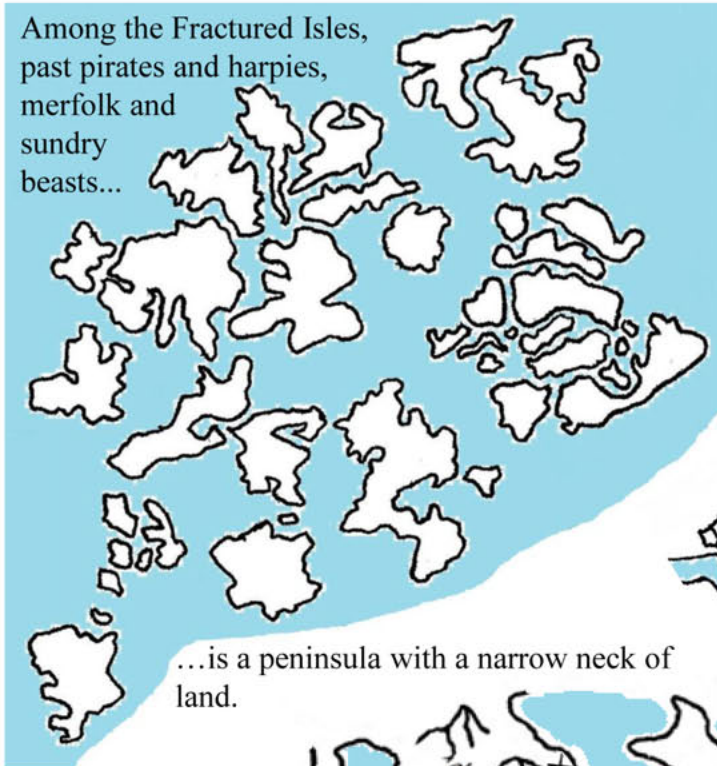 Among the Fractured Isles,
past pirates and harpies,
merfolk and
sundry
beasts...
…is a peninsula with a narrow neck of
land.